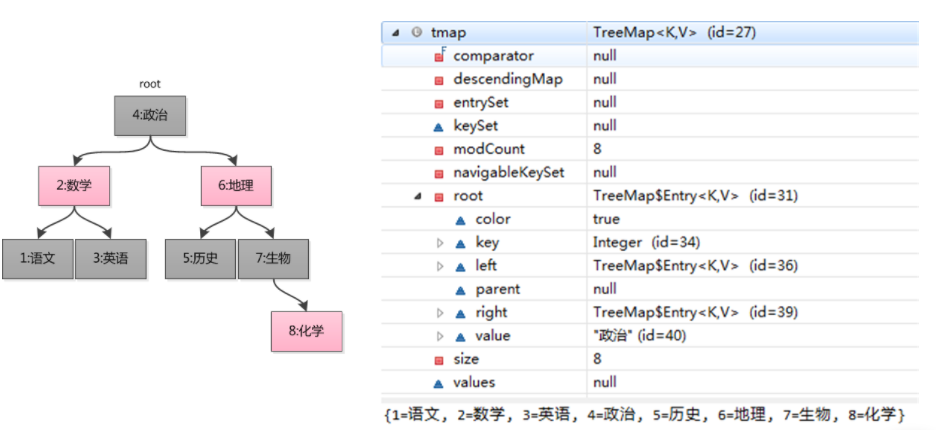 root
4:政治
2:数学
6:地理
1:语文
3:英语
5:历史
7:生物
8:化学
tmap TreeMap<K,V> (id=27)
comparator null
descendingMap null
entrySet null
keySet null
modCount 8
navigableKeySet null
root TreeMap$Entry<K,V> (id=31)
color true
key Integer (id=34)
left TreeMap$Entry<K,V> (id=36)
parent null
right TreeMap$Entry<K,V> (id=39)
value "政治" (id=40)
size 8
values null
{1=语文, 2=数学, 3=英语, 4=政治, 5=历史, 6=地理, 7=生物, 8=化学}